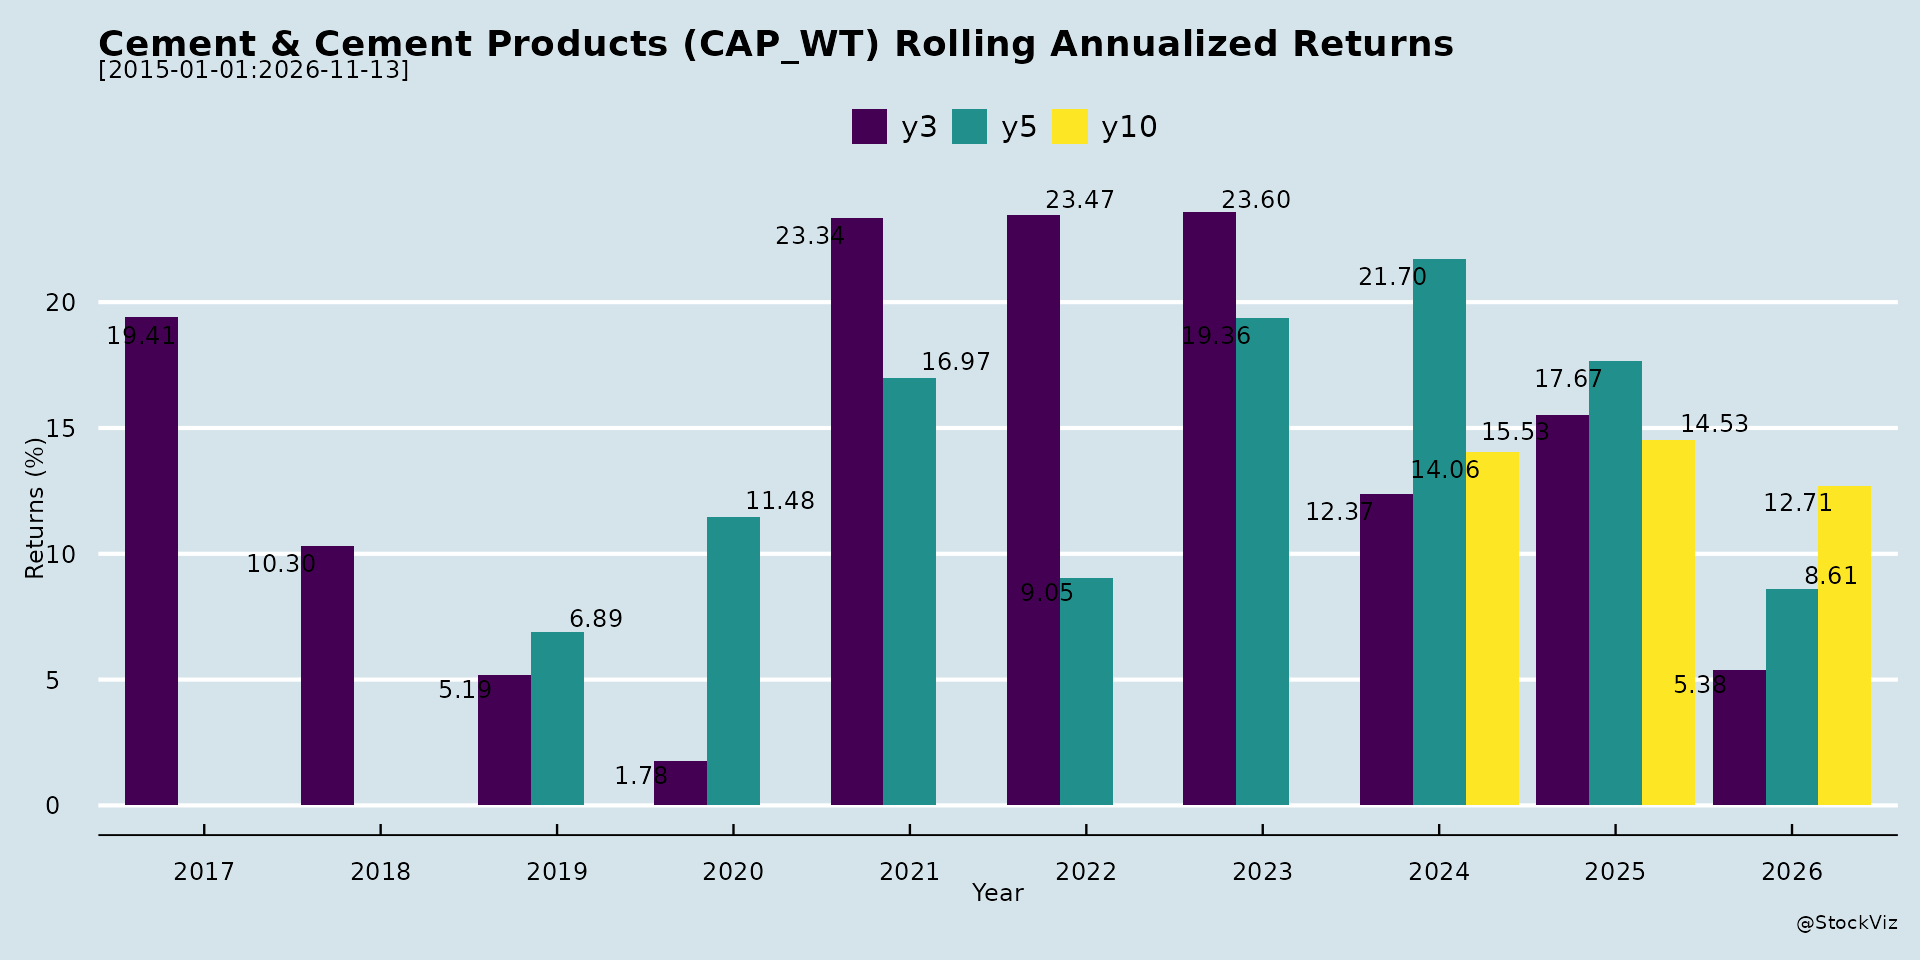 Cement & Cement Products (CAP_WT) Rolling Annualized Returns
[2015-01-01:2026-11-13]
y3 y5 y10
23.47 23.60
23.34
21.70
20
19.41 19.36
16.97
17.67
15 14.53
15.53
14.06
12.37
11.48 12.71
10 10.30
9.05 8.61
6.89
5 5.19 5.38
1.78
0
Returns (%)
2017 2018 2019 2020 2021 2022 2023 2024 2025 2026
Year
@StockViz